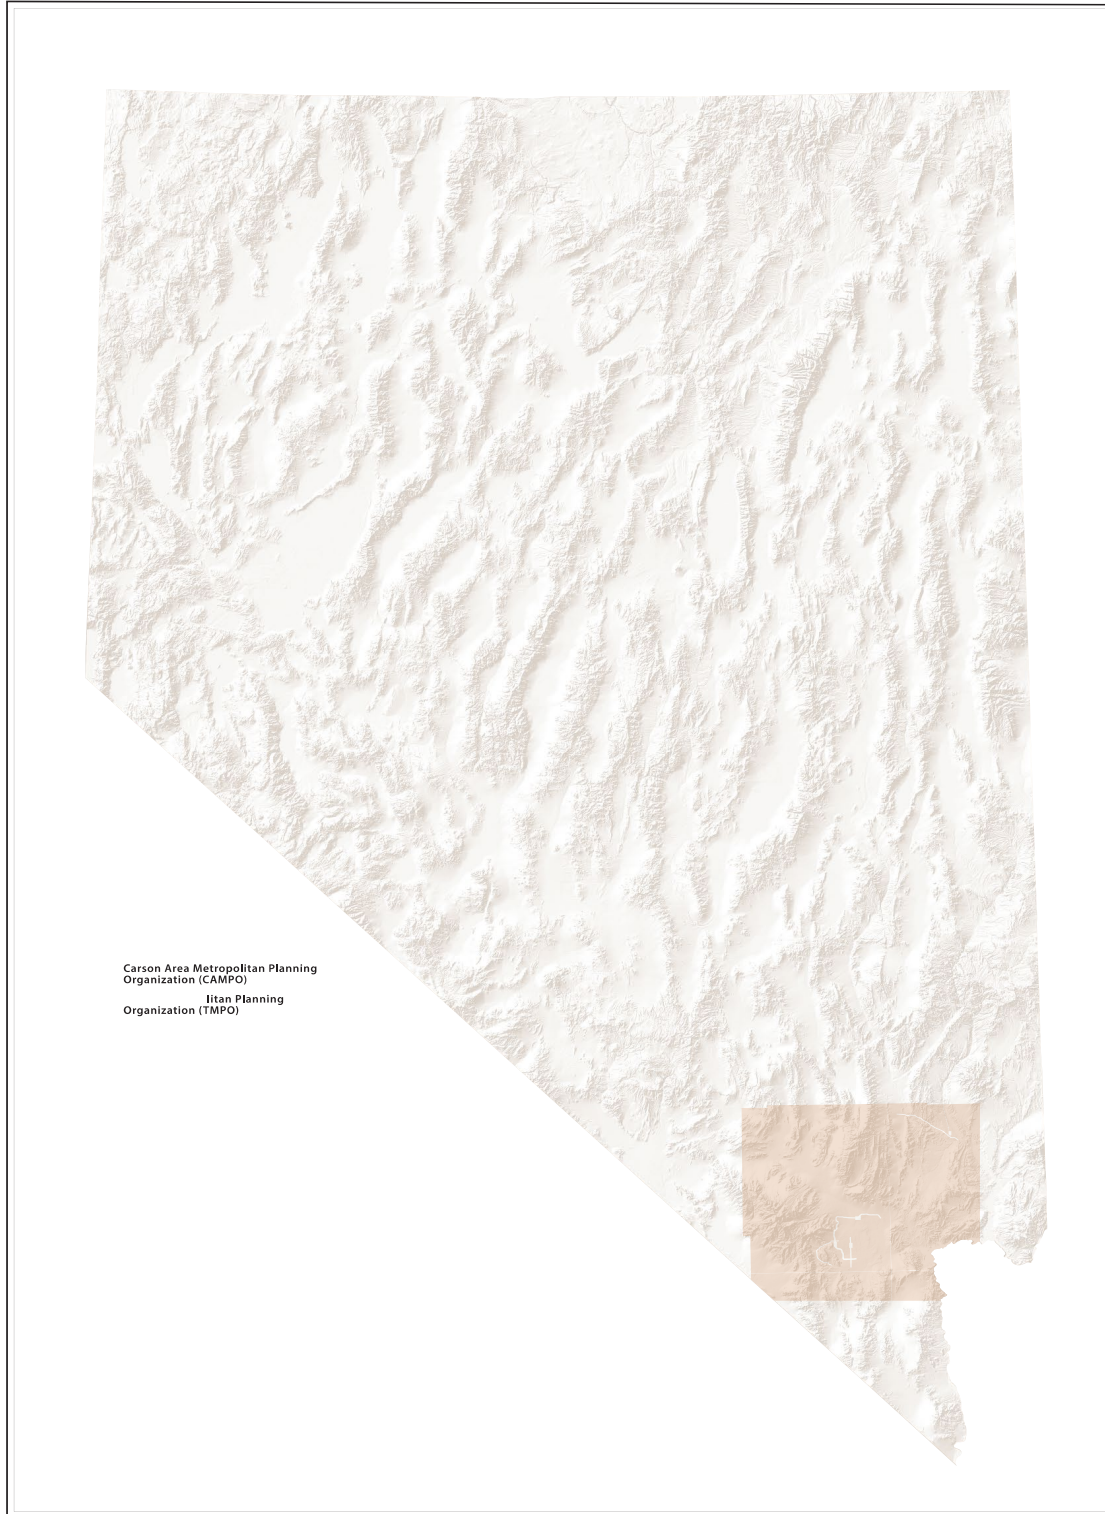 Carson Area Metropolitan Planning
Organization (CAMPO)
litan Planning
Organization (TMPO)